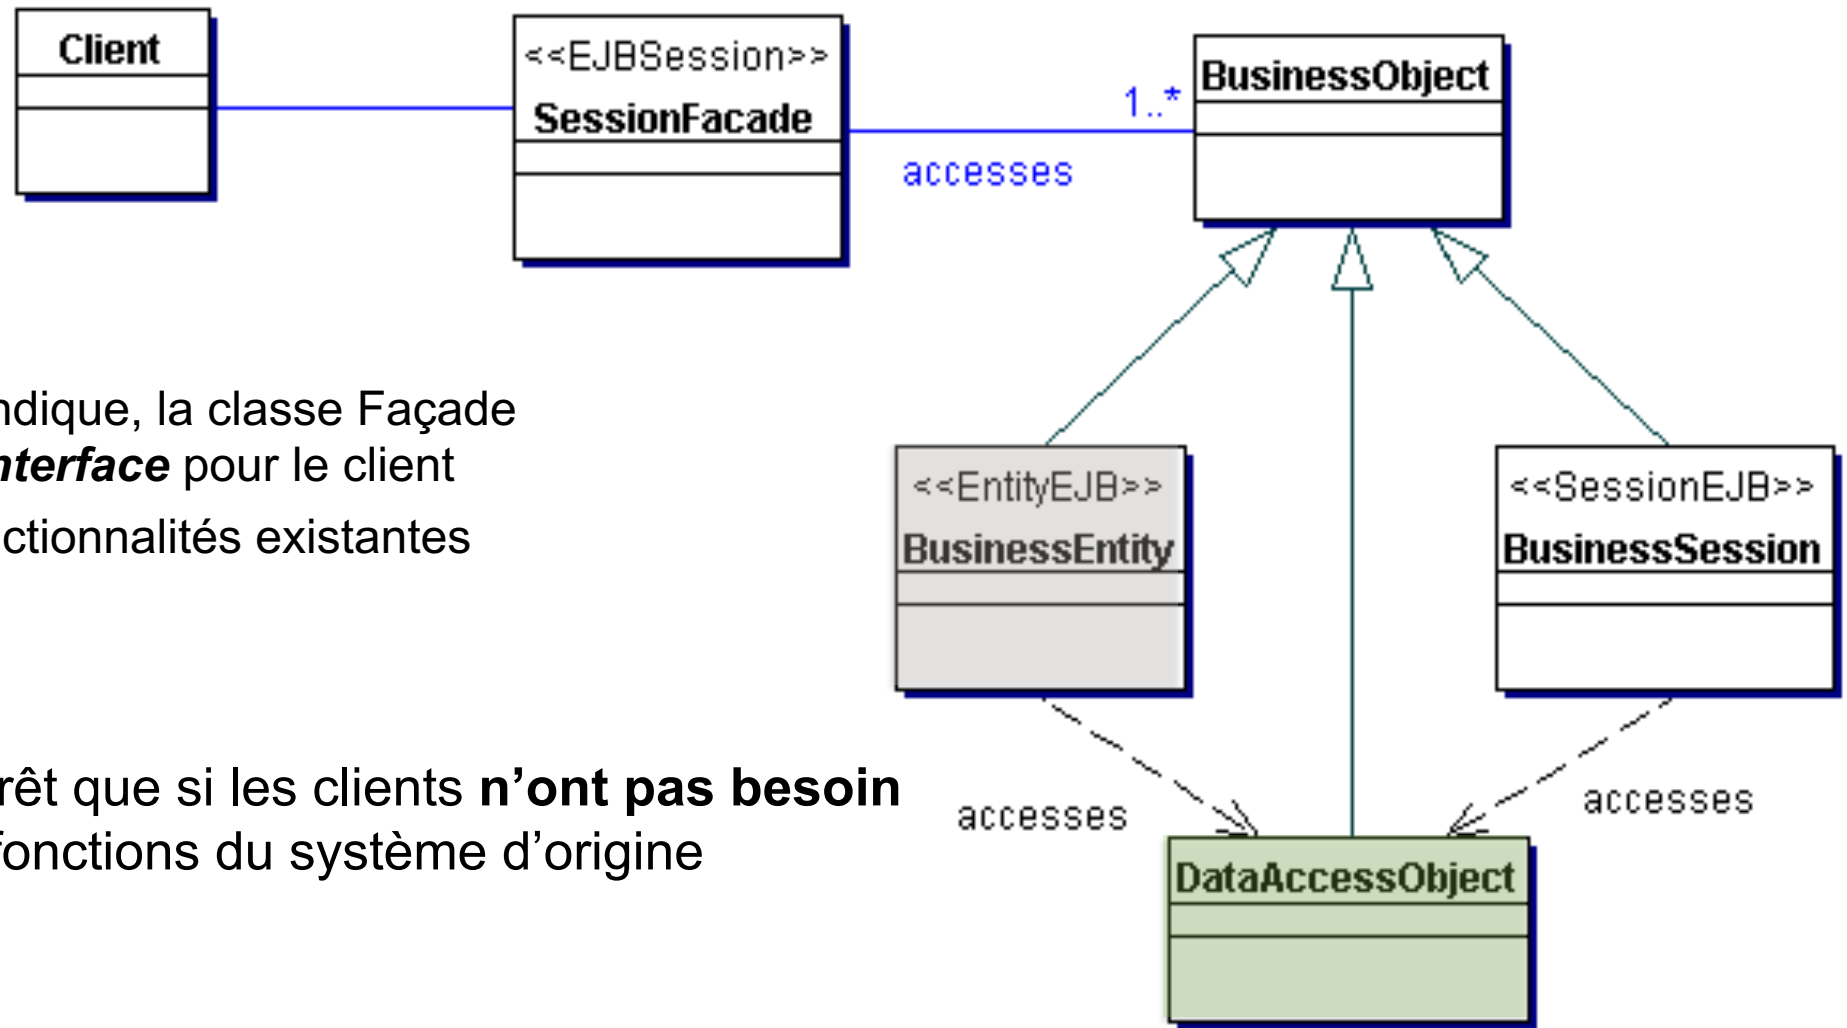 Client
<<EJBSession>>
SessionFacade
1..*
accesses
BusinessObject
ndique, la classe Façade
nterface pour le client
ctionnalités existantes
<<EntityEJB>>
BusinessEntity
<<SessionEJB>>
BusinessSession
rêt que si les clients n’ont pas besoin
fonctions du système d’origine
accesses
accesses
DataAccessObject